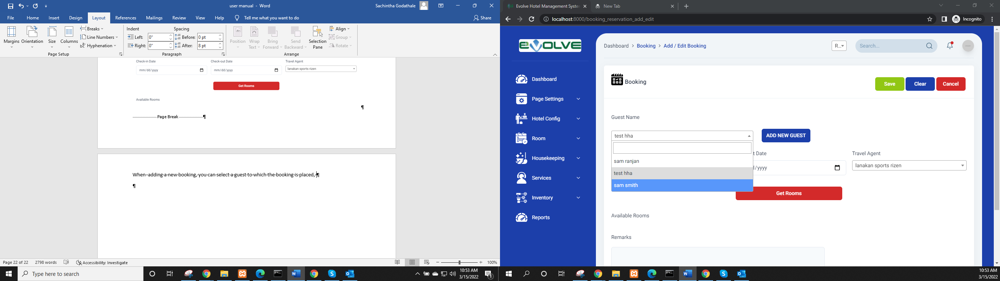 user manual - Word
Sachintha Godathale
File Home Insert Design Layout References Mailings Review View Help Tell me what you want to do Share
Margins Orientation Size Columns
Breaks
Line Numbers
Hyphenation
Page Setup
Indent Spacing
Left: 0" Before: 0 pt
Right: 0" After: 8 pt
Paragraph
Position Wrap Text Bring Forward Send Backward Selection Pane
Align
Group
Rotate
Arrange
Check-in Date Check-out Date Travel Agent
mm/dd/yyyy mm/dd/yyyy lanakan sports rizen
Get Rooms
Available Rooms
¶
Page Break ¶
When··adding·a·new·booking,·you·can·select·a·guest·to·which·the·booking·is·placed,·¶
¶
Page 22 of 22 2798 words Accessibility: Investigate 100%
Type here to search
10:53 AM
3/15/2022
1
Evolve Hotel Management System New Tab
localhost:8000/booking_reservation_add_edit Incognito
EVOLVE
Dashboard
Page Settings
Hotel Config
Room
Housekeeping
Services
Inventory
Reports
Dashboard > Booking > Add / Edit Booking R... Search...
Booking Save Clear Cancel
Guest Name
test hha ADD NEW GUEST
sam ranjan
test hha
sam smith
t Date Travel Agent
d/yyyy lanakan sports rizen
Get Rooms
Available Rooms
Remarks
10:53 AM
3/15/2022